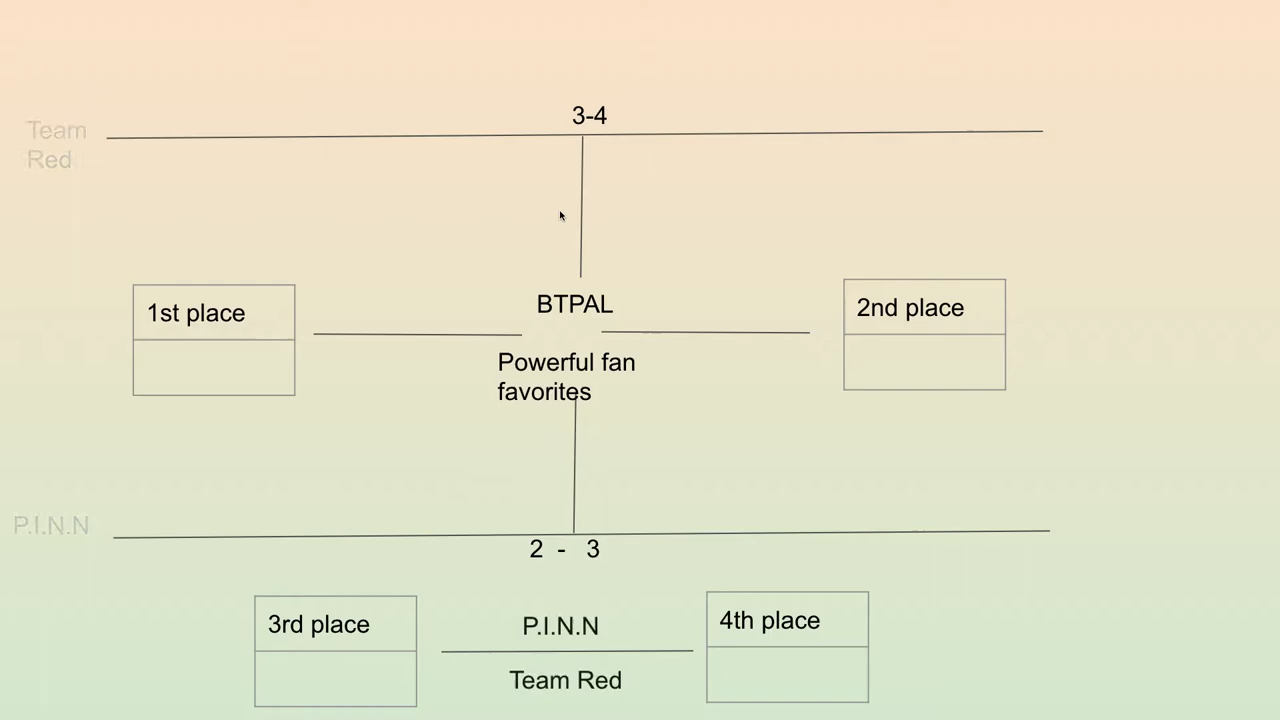 3-4
Team
Red
BTPAL
1st place
2nd place
Powerful fan
favorites
P.I.N.N
2 - 3
3rd place
P.I.N.N
4th place
Team Red